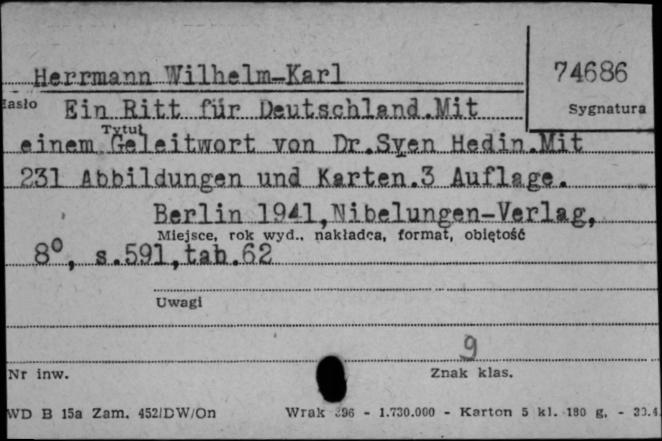 Herrmann Wilhelm-Karl
74686
Hasło
Sygnatura
Ein Ritt für Deutschland.Mit
Tytuł
einem Geleitwort von Dr.Sven Hedin.Mit
231 Abbildungen und Karten.3 Auflage.
Berlin 1941,Nibelungen-Verlag,
Miejsce, rok wyd., nakładca, format, objętość
8⁰, s.591,tab.62
Uwagi
9
Nr inw.
Znak klas.
WD B 15a Zam. 452/DW/On
Wrak 396 - 1.730.000 - Karton 5 kl. 180 g. -